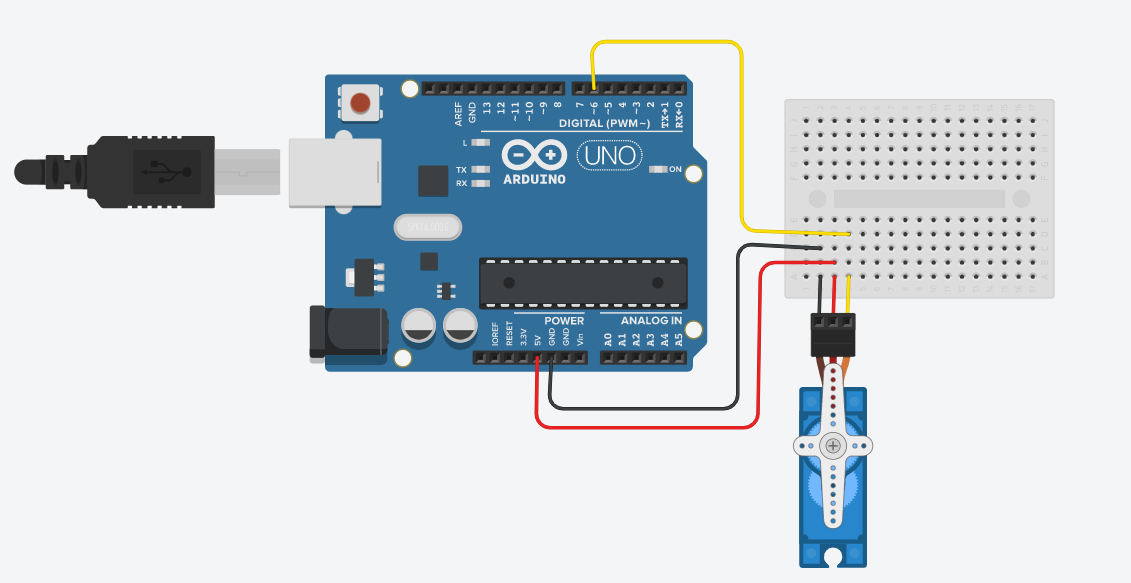 AREF
GND
13
12
~11
~10
~9
8
7
~6
~5
4
~3
2
TX→1
RX←0
DIGITAL (PWM~)
L
TX
RX
ARDUINO
UNO
ON
POWER
ANALOG IN
IOREF
RESET
3.3V
5V
GND
GND
Vin
A0
A1
A2
A3
A4
A5